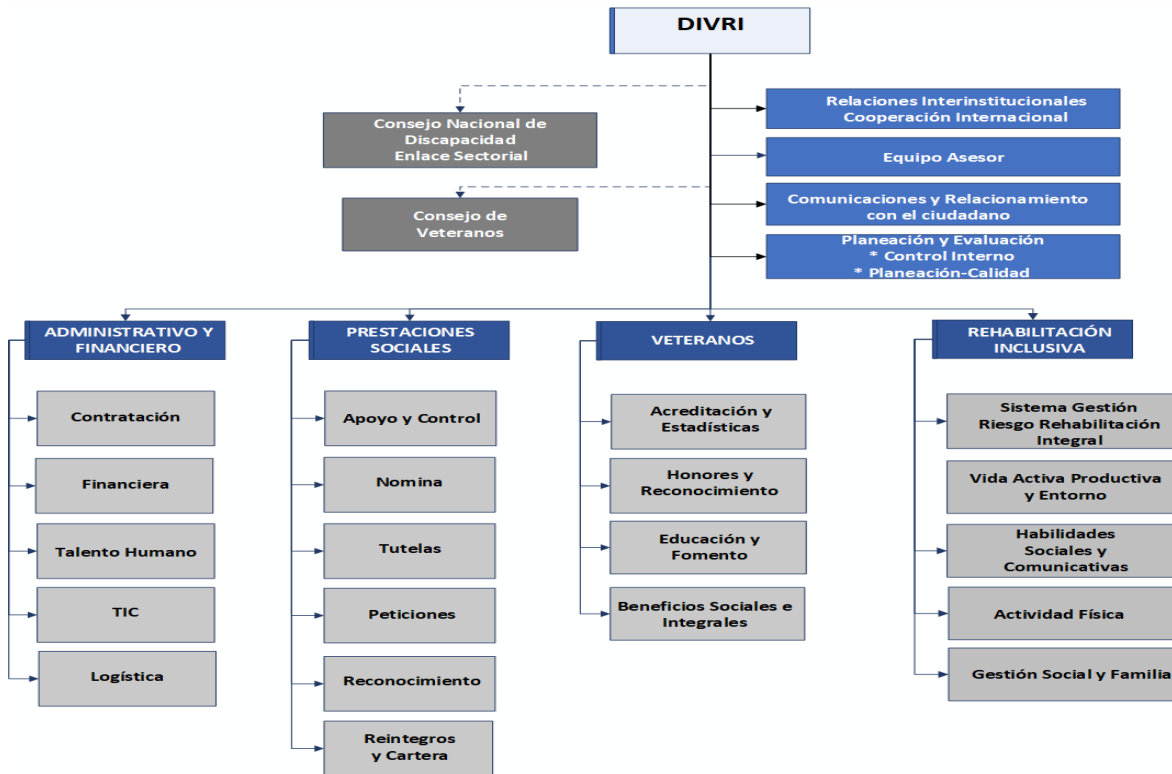 DIVRI
Consejo Nacional de
Discapacidad
Enlace Sectorial
Consejo de
Veteranos
Relaciones Interinstitucionales
Cooperación Internacional
Equipo Asesor
Comunicaciones y Relacionamiento
con el ciudadano
Planeación y Evaluación
* Control Interno
* Planeación-Calidad
ADMINISTRATIVO Y
FINANCIERO
Contratación
Financiera
Talento Humano
TIC
Logística
PRESTACIONES
SOCIALES
Apoyo y Control
Nomina
Tutelas
Peticiones
Reconocimiento
Reintegros
y Cartera
VETERANOS
Acreditación y
Estadísticas
Honores y
Reconocimiento
Educación y
Fomento
Beneficios Sociales e
Integrales
REHABILITACIÓN
INCLUSIVA
Sistema Gestión
Riesgo Rehabilitación
Integral
Vida Activa Productiva
y Entorno
Habilidades
Sociales y
Comunicativas
Actividad Física
Gestión Social y Familia